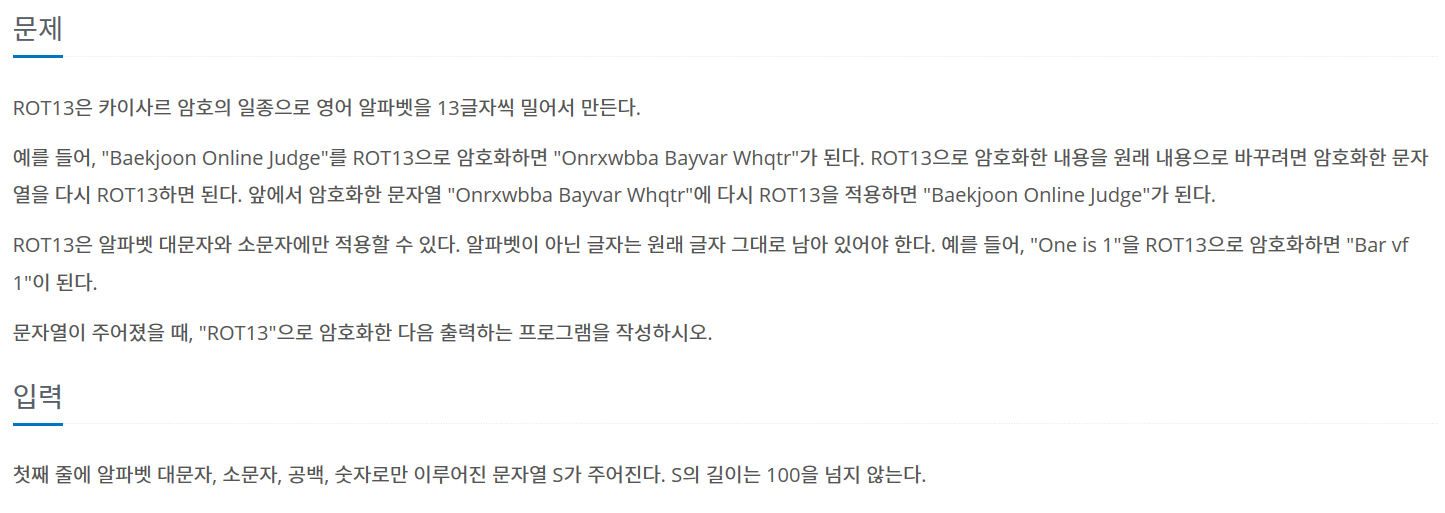 문제
ROT13은 카이사르 암호의 일종으로 영어 알파벳을 13글자씩 밀어서 만든다.
예를 들어, "Baekjoon Online Judge"를 ROT13으로 암호화하면 "Onrxwbba Bayvar Whqtr"가 된다. ROT13으로 암호화한 내용을 원래 내용으로 바꾸려면 암호화한 문자
열을 다시 ROT13하면 된다. 앞에서 암호화한 문자열 "Onrxwbba Bayvar Whqtr"에 다시 ROT13을 적용하면 "Baekjoon Online Judge"가 된다.
ROT13은 알파벳 대문자와 소문자에만 적용할 수 있다. 알파벳이 아닌 글자는 원래 글자 그대로 남아 있어야 한다. 예를 들어, "One is 1"을 ROT13으로 암호화하면 "Bar vf
1"이 된다.
문자열이 주어졌을 때, "ROT13"으로 암호화한 다음 출력하는 프로그램을 작성하시오.
입력
첫째 줄에 알파벳 대문자, 소문자, 공백, 숫자로만 이루어진 문자열 S가 주어진다. S의 길이는 100을 넘지 않는다.